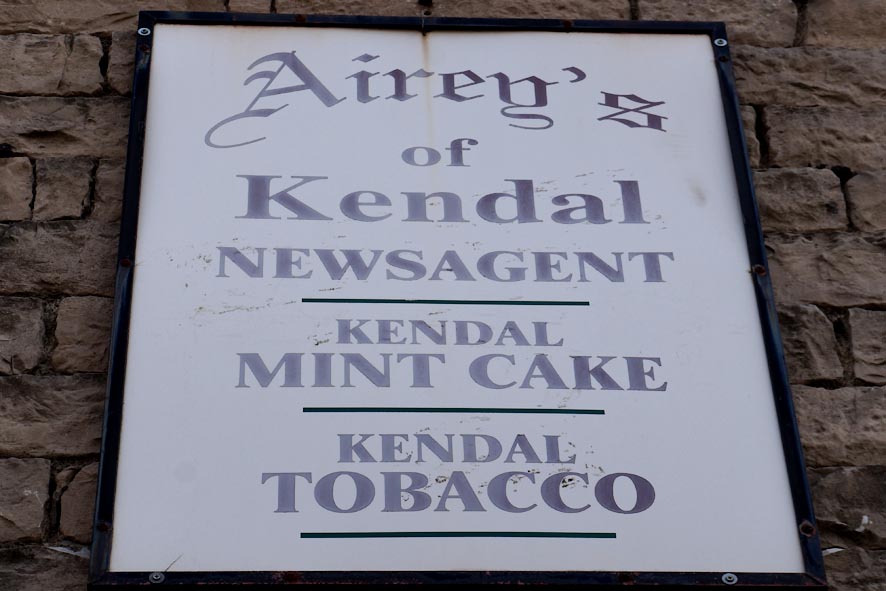 Airey's
of
Kendal
NEWSAGENT
KENDAL
MINT CAKE
KENDAL
TOBACCO